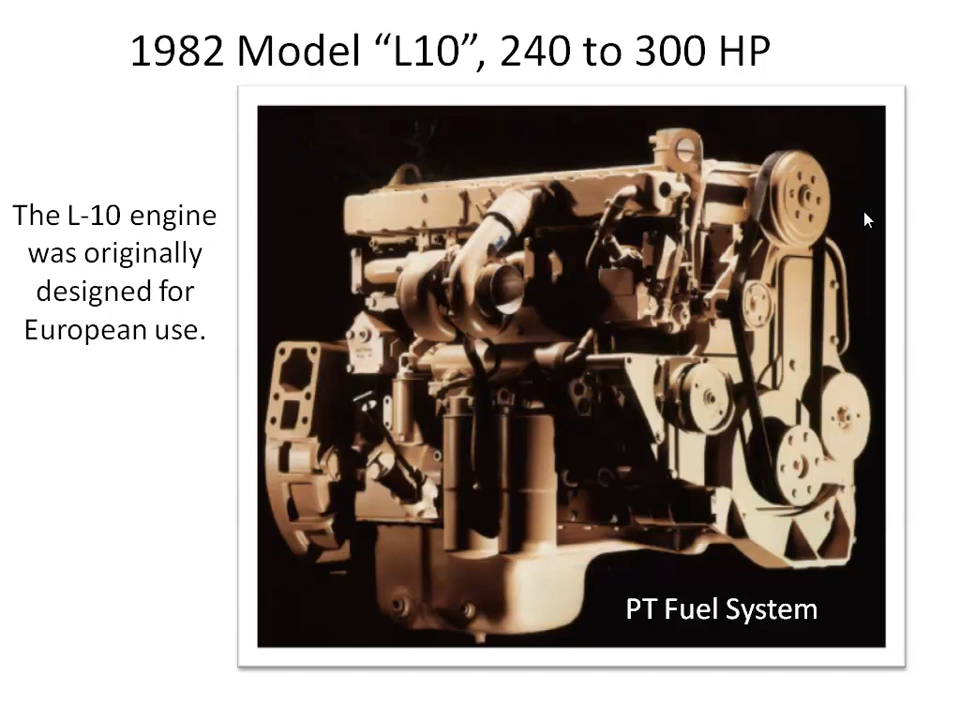 1982 Model “L10”, 240 to 300 HP
The L-10 engine
was originally
designed for
European use.
PT Fuel System